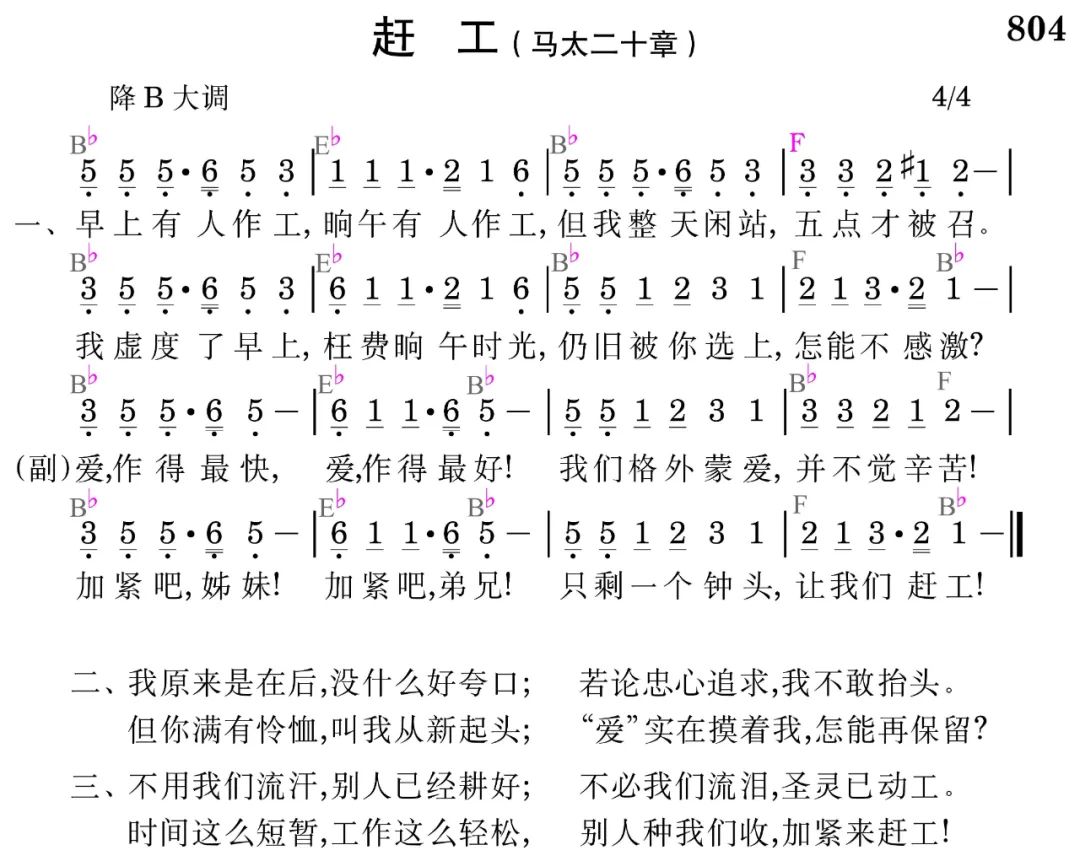 赶 工(马太二十章) 804
降B大调 4/4
B♭ E♭ B♭ F
5 5 5·6 5 3 | 1 1 1·2 1 6 | 5 5 5·6 5 3 | 3 3 2 #1 2 – |
一、早上有人作工,晌午有人作工,但我整天闲站,五点才被召。
B♭ E♭ B♭ F B♭
3 5 5·6 5 3 | 6 1 1·2 1 6 | 5 5 1 2 3 1 | 2 1 3·2 1 – |
我虚度了早上,枉费晌午时光,仍旧被你选上,怎能不感激?
B♭ E♭ B♭ B♭ F
3 5 5·6 5 – | 6 1 1·6 5 – | 5 5 1 2 3 1 | 3 3 2 1 2 – |
(副)爱,作得最快, 爱,作得最好! 我们格外蒙爱,并不觉辛苦!
B♭ E♭ B♭ F B♭
3 5 5·6 5 – | 6 1 1·6 5 – | 5 5 1 2 3 1 | 2 1 3·2 1 – ‖
加紧吧,姊妹! 加紧吧,弟兄! 只剩一个钟头,让我们赶工!
二、我原来是在后,没什么好夸口; 若论忠心追求,我不敢抬头。
但你满有怜恤,叫我从新起头; “爱”实在摸着我,怎能再保留?
三、不用我们流汗,别人已经耕好; 不必我们流泪,圣灵已动工。
时间这么短暂,工作这么轻松, 别人种我们收,加紧来赶工!